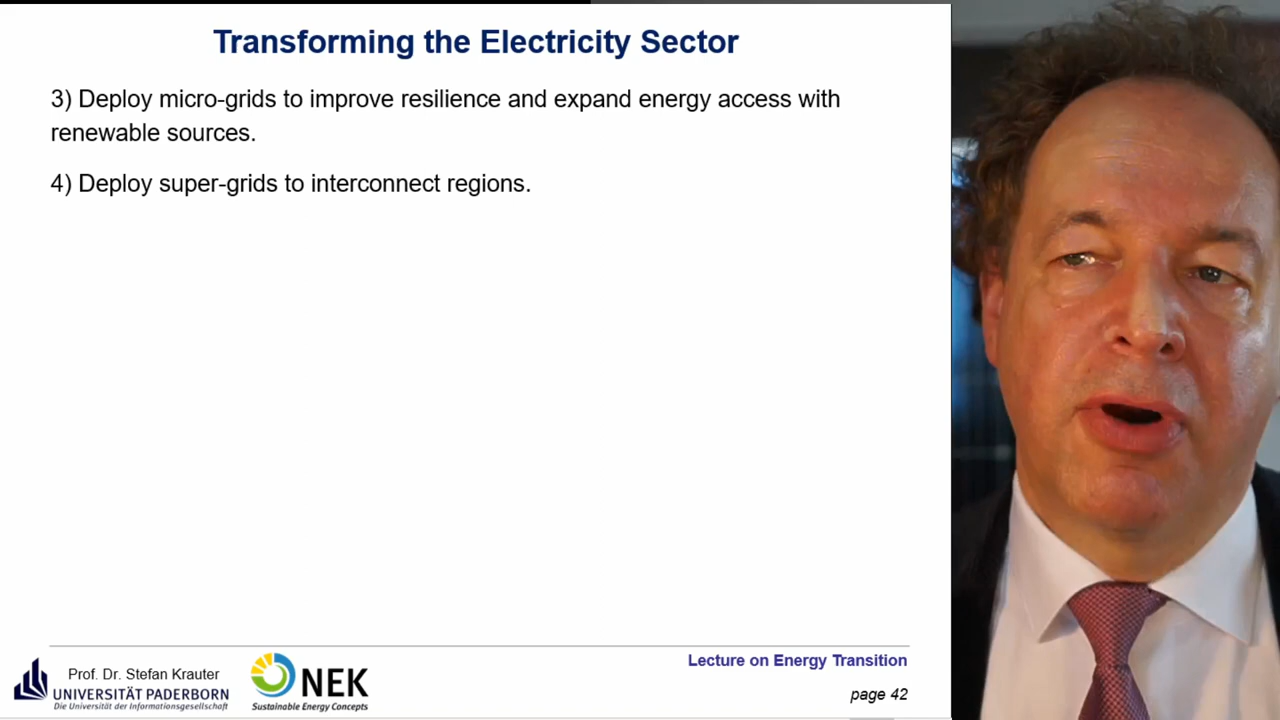 Transforming the Electricity Sector
3) Deploy micro-grids to improve resilience and expand energy access with
renewable sources.
4) Deploy super-grids to interconnect regions.
Prof. Dr. Stefan Krauter
UNIVERSITÄT PADERBORN
Die Universität der Informationsgesellschaft
NEK
Sustainable Energy Concepts
Lecture on Energy Transition
page 42